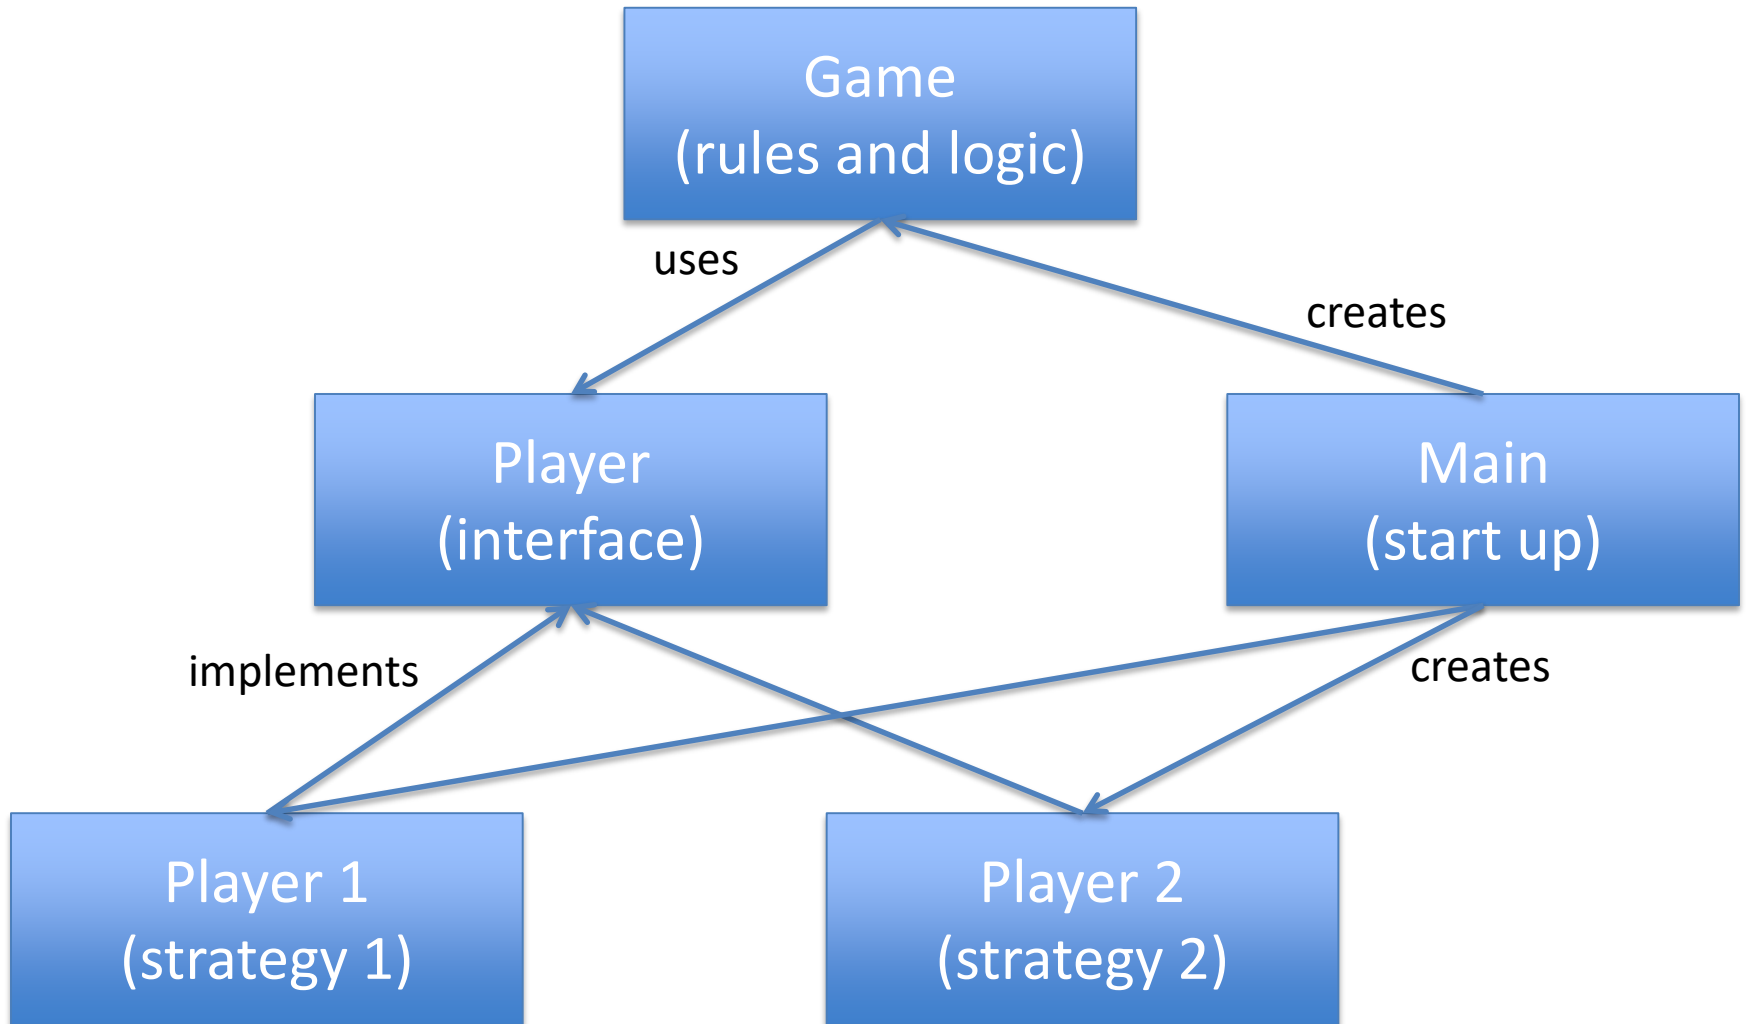 Game
(rules and logic)
uses
creates
Player
(interface)
Main
(start up)
implements
creates
Player 1
(strategy 1)
Player 2
(strategy 2)